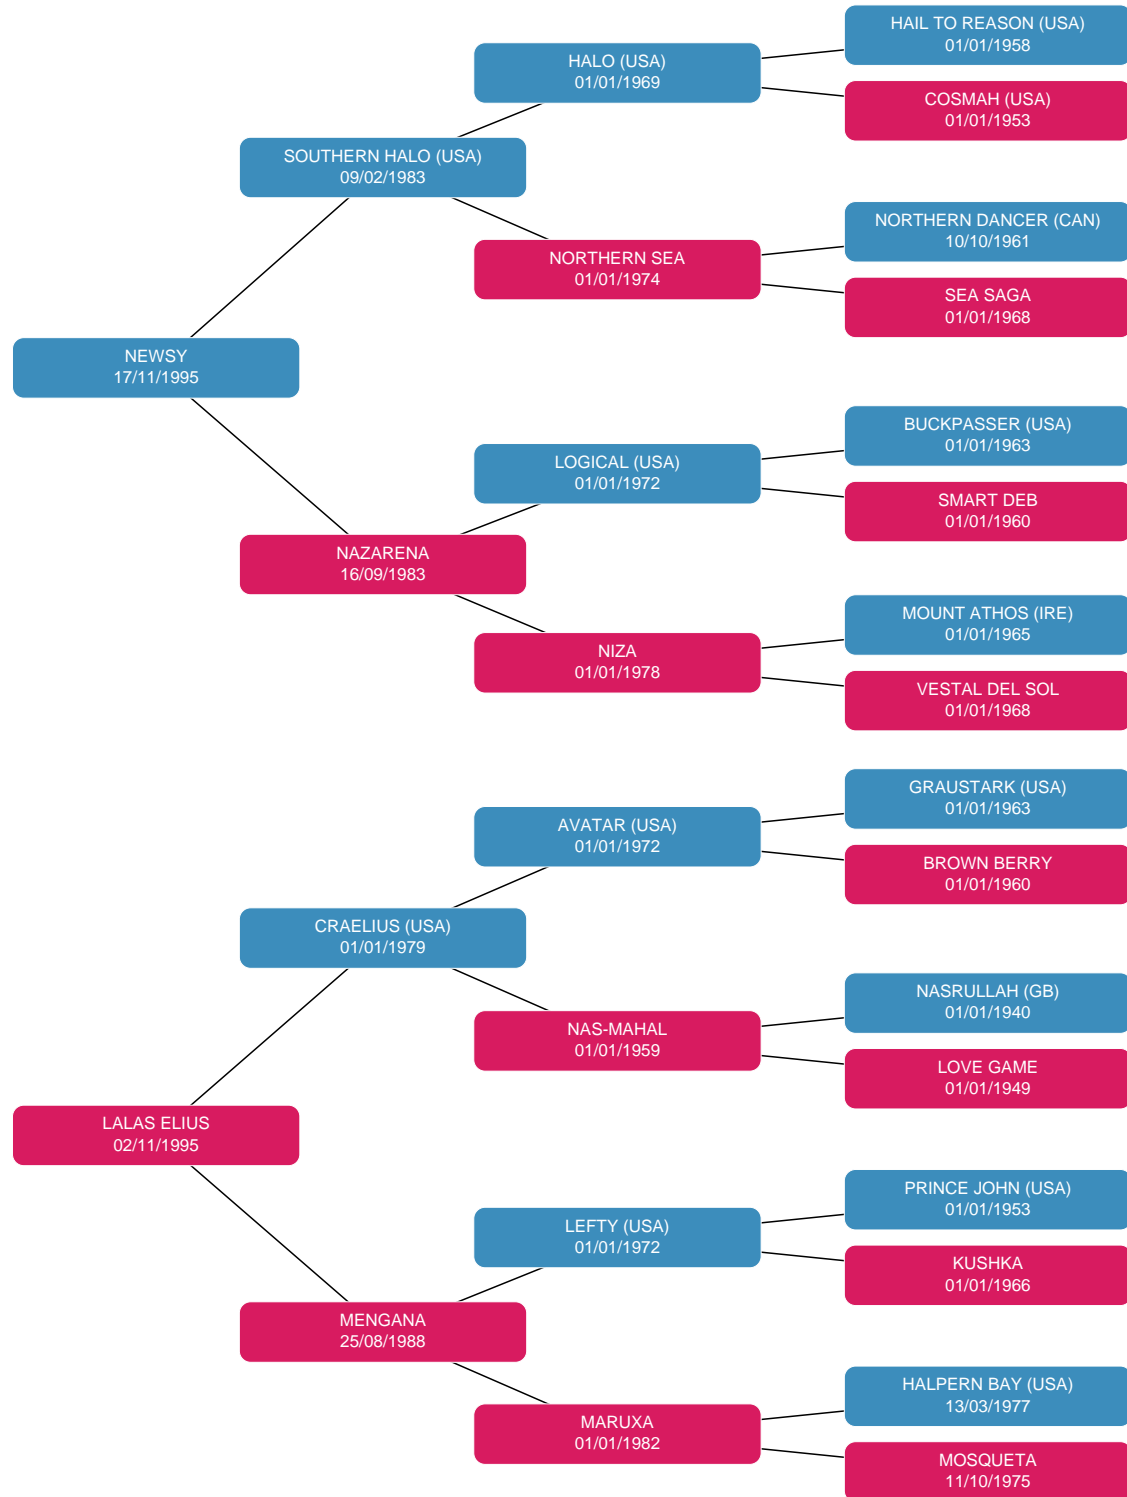 HAIL TO REASON (USA)
01/01/1958
HALO (USA)
01/01/1969
COSMAH (USA)
01/01/1953
SOUTHERN HALO (USA)
09/02/1983
NORTHERN DANCER (CAN)
10/10/1961
NORTHERN SEA
01/01/1974
SEA SAGA
01/01/1968
NEWSY
17/11/1995
BUCKPASSER (USA)
01/01/1963
LOGICAL (USA)
01/01/1972
SMART DEB
01/01/1960
NAZARENA
16/09/1983
MOUNT ATHOS (IRE)
01/01/1965
NIZA
01/01/1978
VESTAL DEL SOL
01/01/1968
GRAUSTARK (USA)
01/01/1963
AVATAR (USA)
01/01/1972
BROWN BERRY
01/01/1960
CRAELIUS (USA)
01/01/1979
NASRULLAH (GB)
01/01/1940
NAS-MAHAL
01/01/1959
LOVE GAME
01/01/1949
LALAS ELIUS
02/11/1995
PRINCE JOHN (USA)
01/01/1953
LEFTY (USA)
01/01/1972
KUSHKA
01/01/1966
MENGANA
25/08/1988
HALPERN BAY (USA)
13/03/1977
MARUXA
01/01/1982
MOSQUETA
11/10/1975